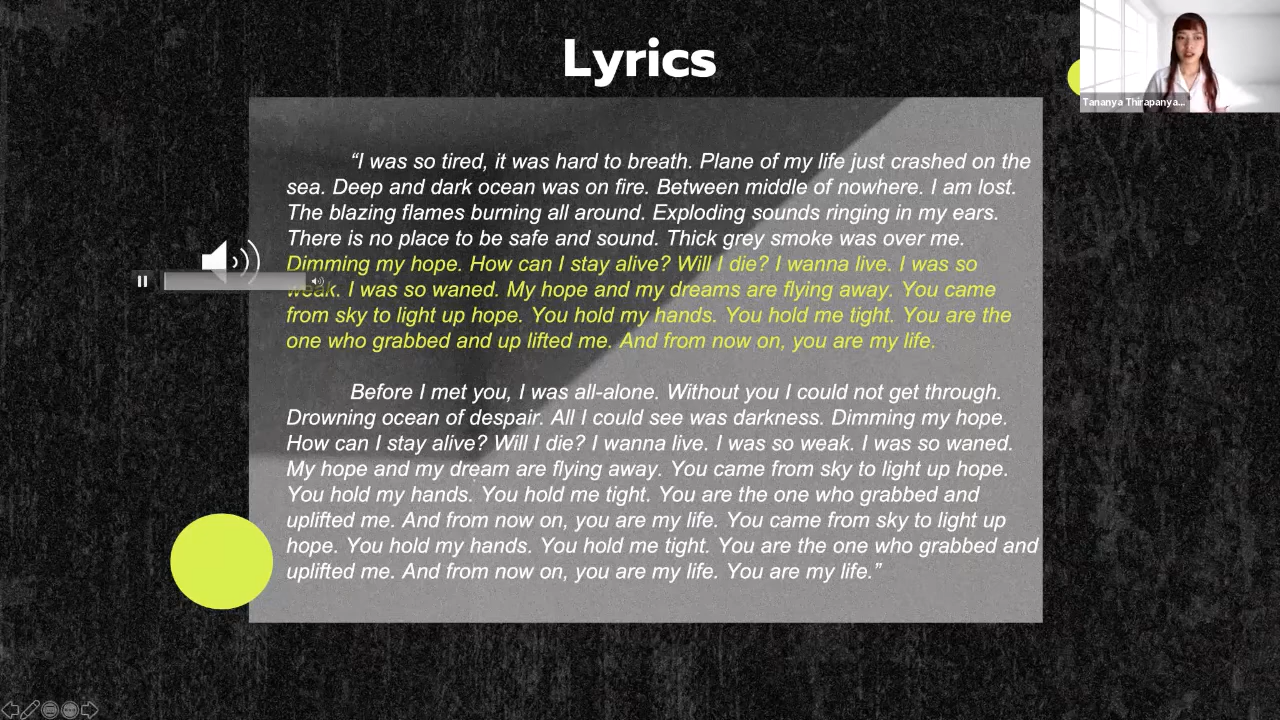 Lyrics
Tananya Thirapanya...
“I was so tired, it was hard to breath. Plane of my life just crashed on the
sea. Deep and dark ocean was on fire. Between middle of nowhere. I am lost.
The blazing flames burning all around. Exploding sounds ringing in my ears.
There is no place to be safe and sound. Thick grey smoke was over me.
Dimming my hope. How can I stay alive? Will I die? I wanna live. I was so
weak. I was so waned. My hope and my dreams are flying away. You came
from sky to light up hope. You hold my hands. You hold me tight. You are the
one who grabbed and up lifted me. And from now on, you are my life.
Before I met you, I was all-alone. Without you I could not get through.
Drowning ocean of despair. All I could see was darkness. Dimming my hope.
How can I stay alive? Will I die? I wanna live. I was so weak. I was so waned.
My hope and my dream are flying away. You came from sky to light up hope.
You hold my hands. You hold me tight. You are the one who grabbed and
uplifted me. And from now on, you are my life. You came from sky to light up
hope. You hold my hands. You hold me tight. You are the one who grabbed and
uplifted me. And from now on, you are my life. You are my life.”